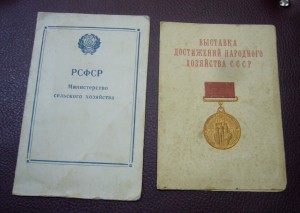 РСФСР
Министерство
сельского хозяйства
ВЫСТАВКА
ДОСТИЖЕНИЙ НАРОДНОГО
ХОЗЯЙСТВА СССР